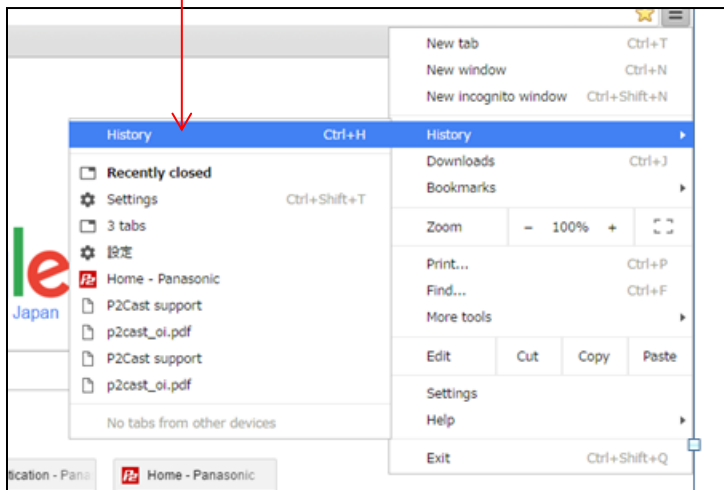 New tab Ctrl+T
New window Ctrl+N
New incognito window Ctrl+Shift+N
History Ctrl+H
History
Recently closed
Settings Ctrl+Shift+T
3 tabs
設定
Home - Panasonic
P2Cast support
p2cast_oi.pdf
P2Cast support
p2cast_oi.pdf
No tabs from other devices
Downloads Ctrl+J
Bookmarks
Zoom - 100% +
Print... Ctrl+P
Find... Ctrl+F
More tools
Edit Cut Copy Paste
Settings
Help
Exit Ctrl+Shift+Q
le
Japan
tication - Pana
P2 Home - Panasonic